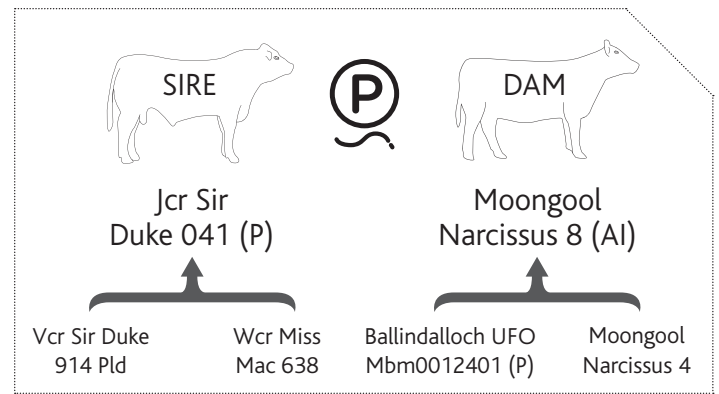 SIRE
P
DAM
Jcr Sir
Duke 041 (P)
Moongool
Narcissus 8 (AI)
Vcr Sir Duke
914 Pld
Wcr Miss
Mac 638
Ballindalloch UFO
Mbm0012401 (P)
Moongool
Narcissus 4